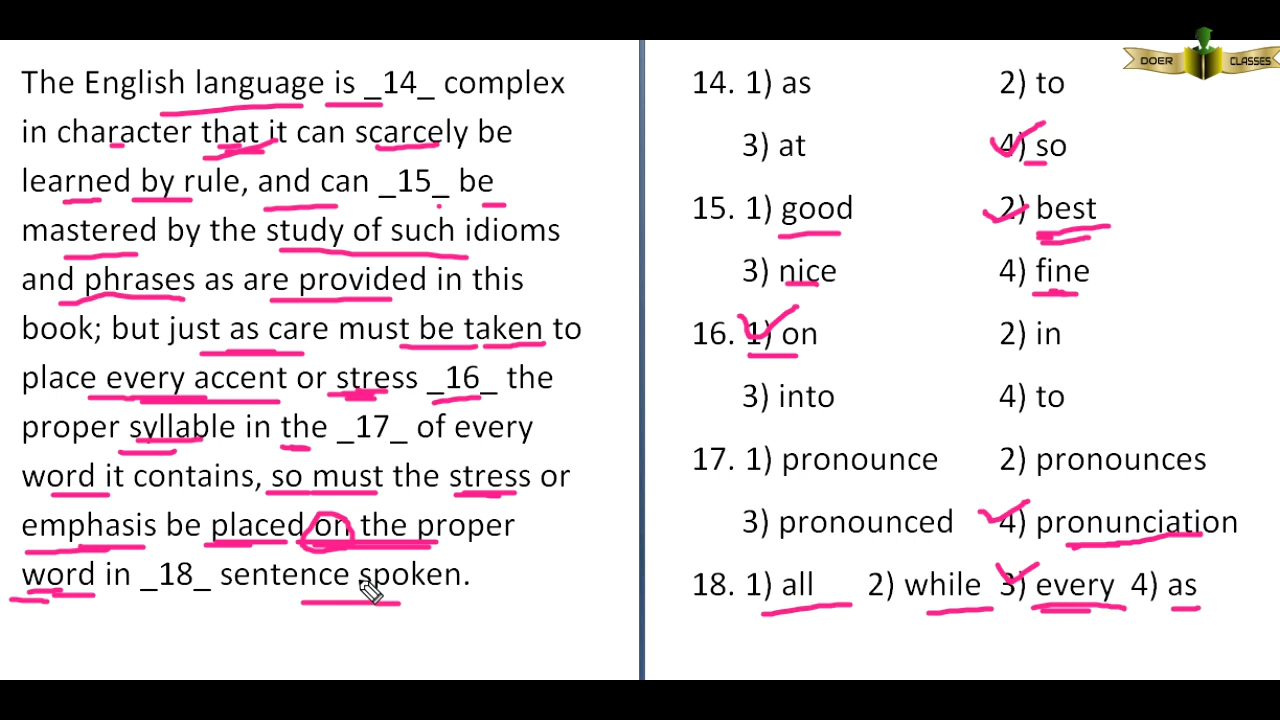 The English language is _14_ complex
in character that it can scarcely be
learned by rule, and can _15_ be
mastered by the study of such idioms
and phrases as are provided in this
book; but just as care must be taken to
place every accent or stress _16_ the
proper syllable in the _17_ of every
word it contains, so must the stress or
emphasis be placed on the proper
word in _18_ sentence spoken.
DOER CLASSES
14. 1) as 2) to
3) at 4) so
15. 1) good 2) best
3) nice 4) fine
16. 1) on 2) in
3) into 4) to
17. 1) pronounce 2) pronounces
3) pronounced 4) pronunciation
18. 1) all 2) while 3) every 4) as